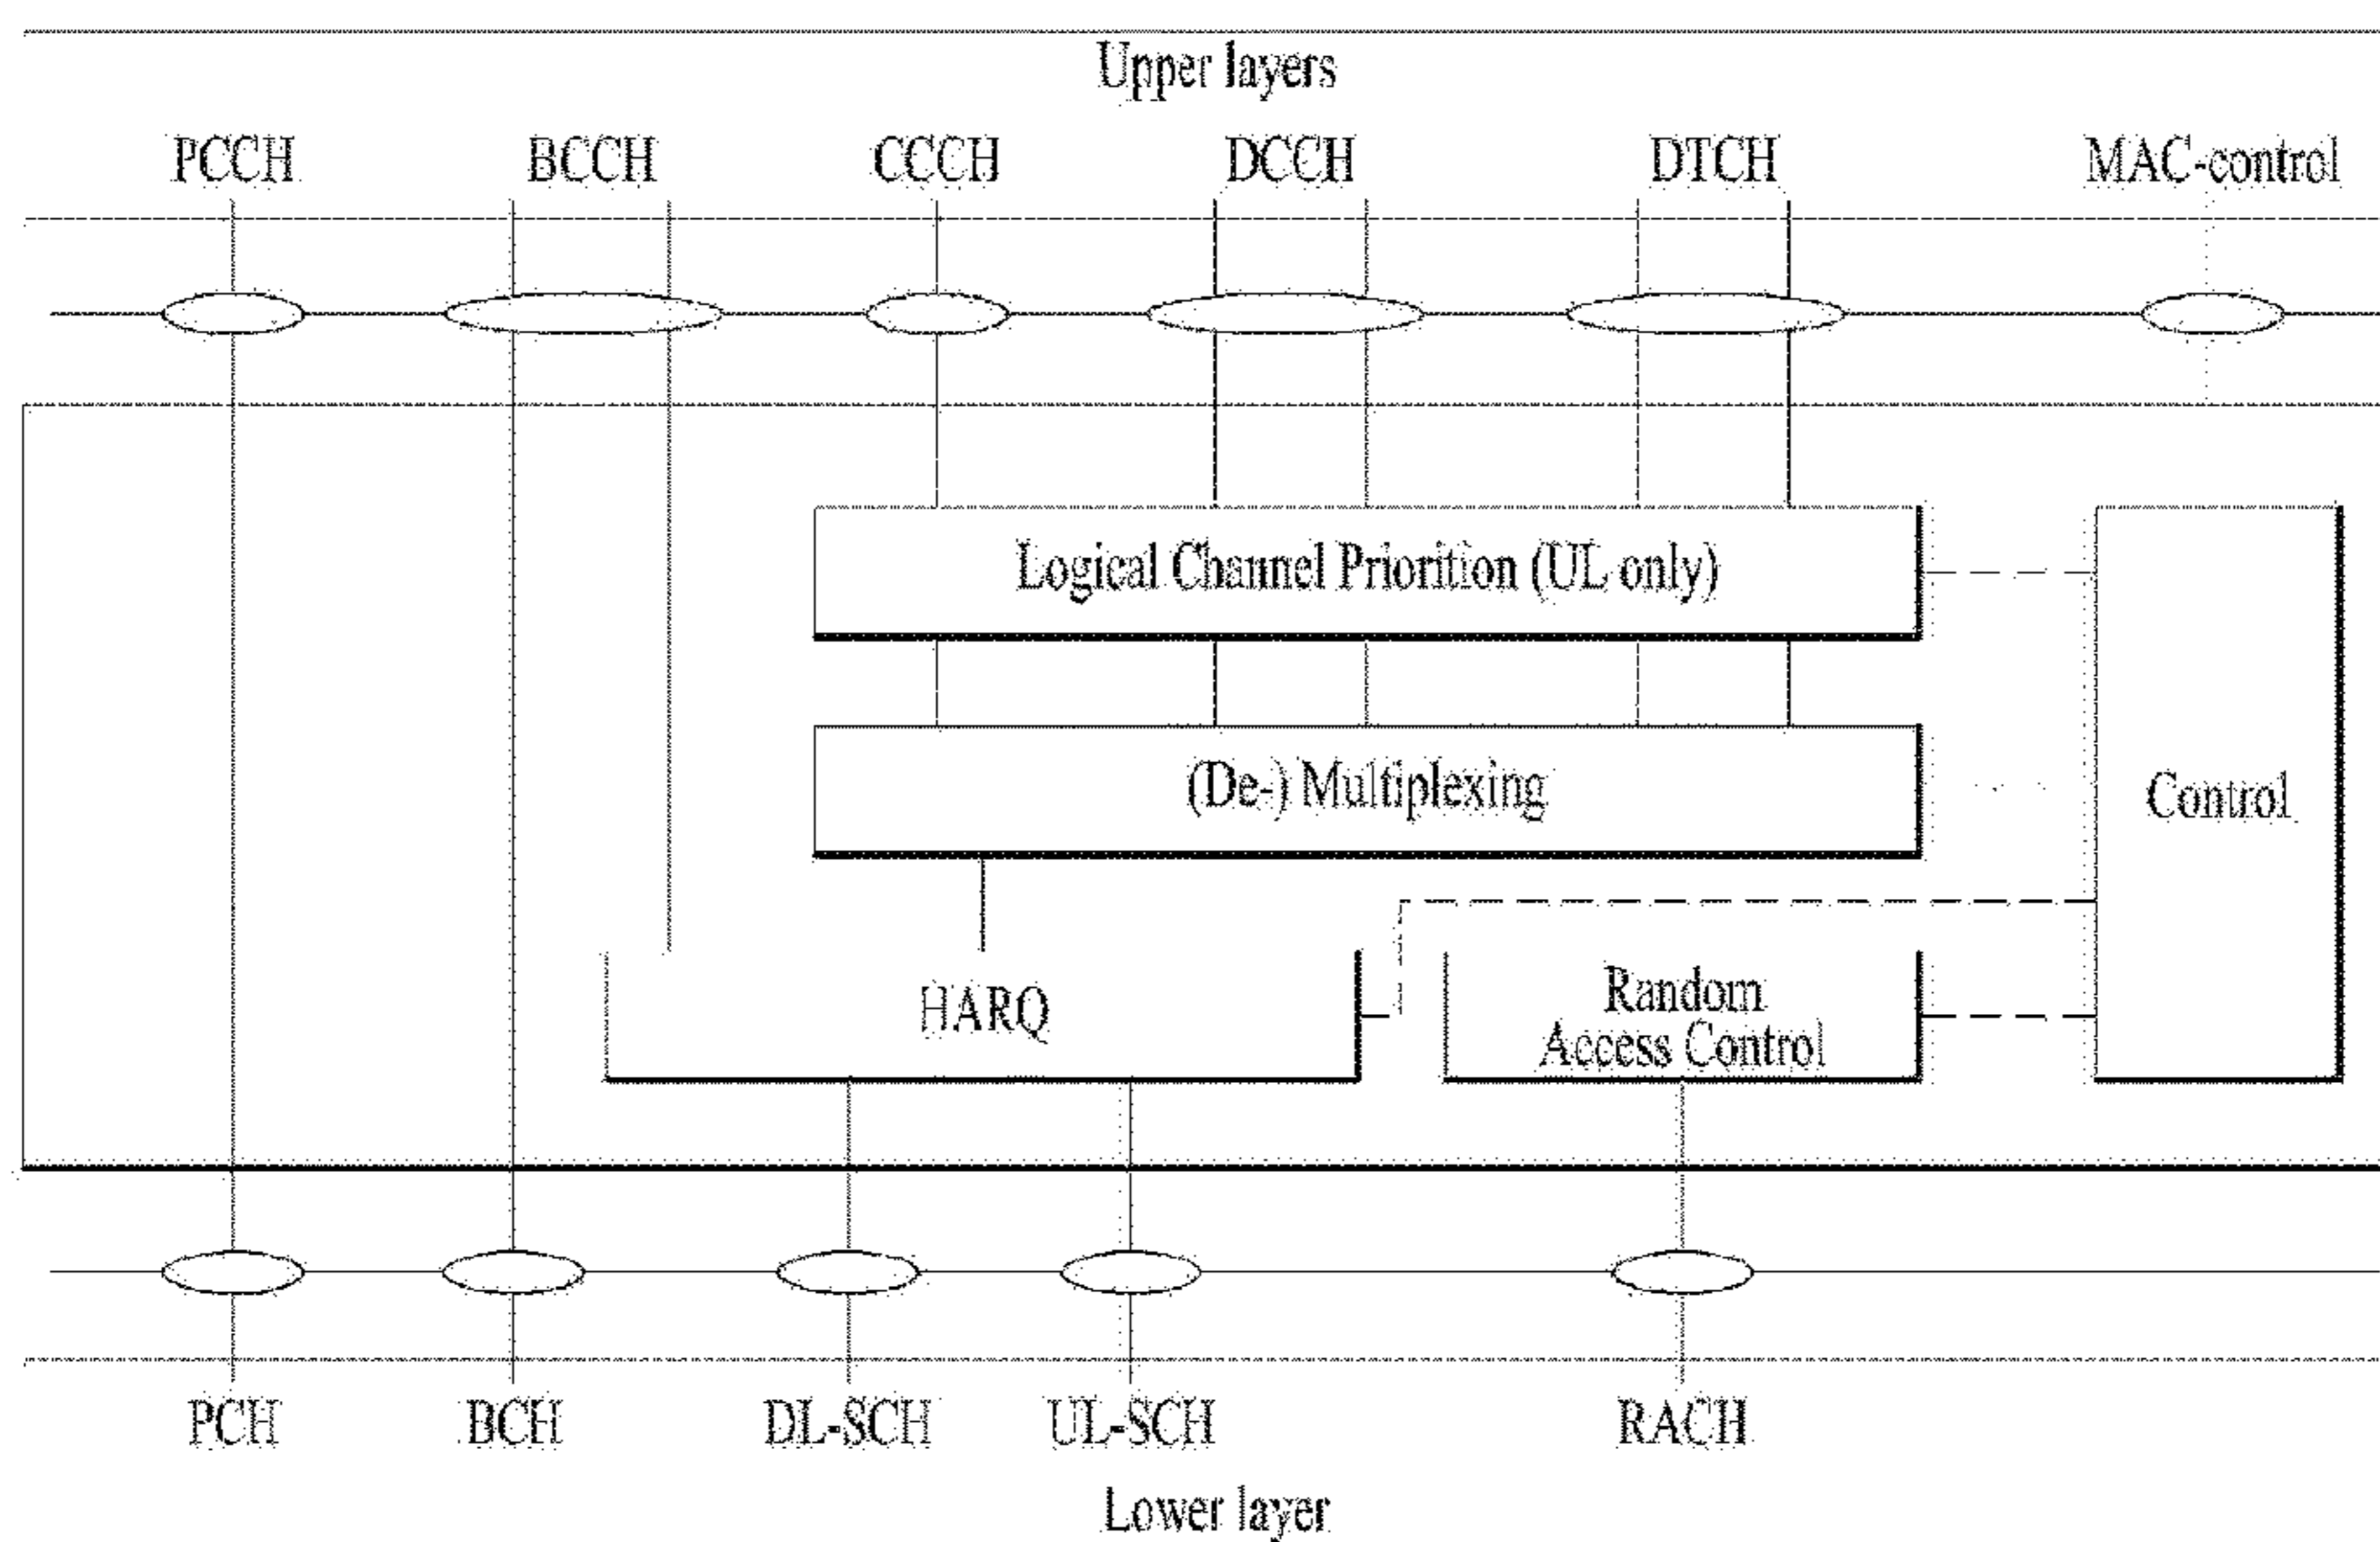 Upper layers
PCCH BCCH CCCH DCCH DTCH MAC-control
Logical Channel Priorition (UL only)
(De-) Multiplexing
Control
HARQ
Random
Access Control
PCH BCH DL-SCH UL-SCH RACH
Lower layer